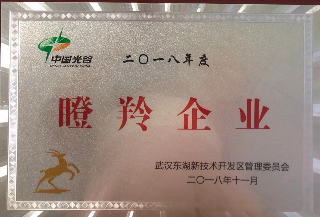 中国光谷
二〇一八年度
瞪羚企业
武汉东湖新技术开发区管理委员会
二〇一八年十一月